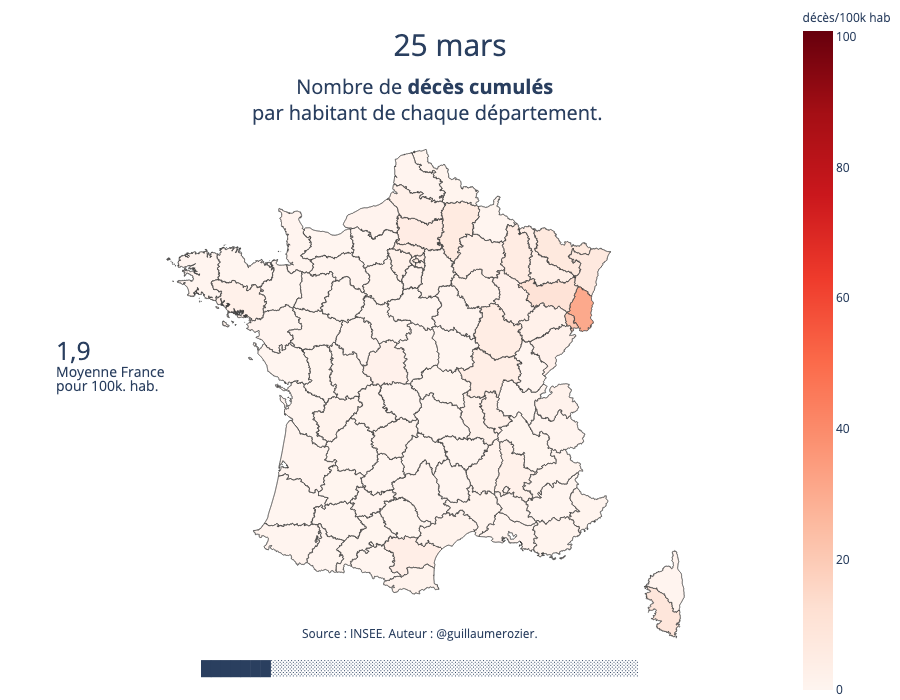 décès/100k hab
25 mars
Nombre de décès cumulés
par habitant de chaque département.
100
80
60
40
20
0
1,9
Moyenne France
pour 100k. hab.
Source : INSEE. Auteur : @guillaumerozier.